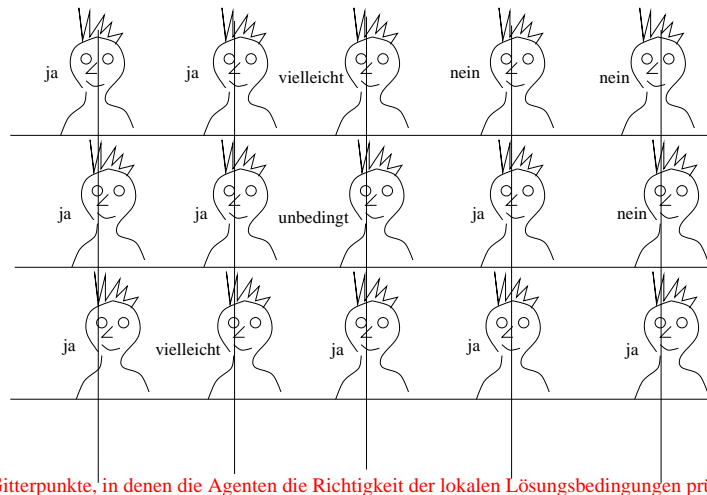 ja ja vielleicht nein nein
ja ja unbedingt ja nein
ja vielleicht ja ja ja
Gitterpunkte, in denen die Agenten die Richtigkeit der lokalen Lösungsbedingungen